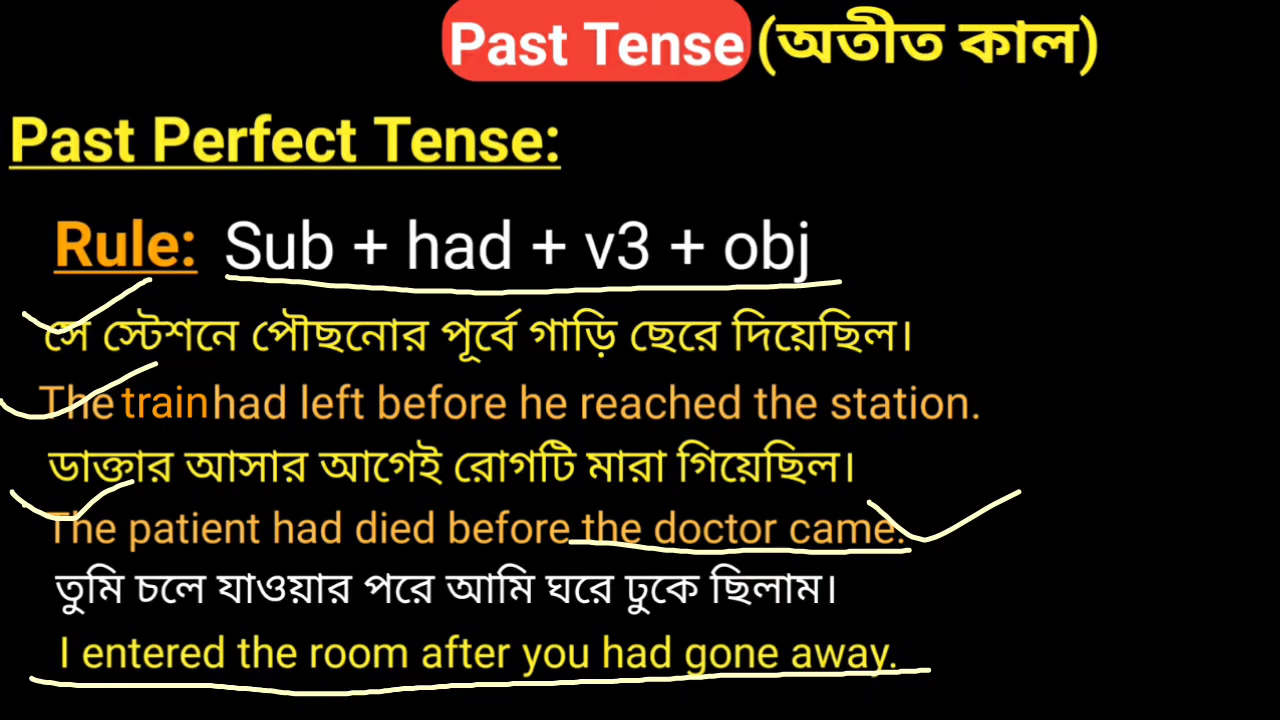 Past Tense (অতীত কাল)
Past Perfect Tense:
Rule: Sub + had + v3 + obj
সে স্টেশনে পৌছনোর পূর্বে গাড়ি ছেরে দিয়েছিল।
The train had left before he reached the station.
ডাক্তার আসার আগেই রোগটি মারা গিয়েছিল।
The patient had died before the doctor came.
তুমি চলে যাওয়ার পরে আমি ঘরে ঢুকে ছিলাম।
I entered the room after you had gone away.